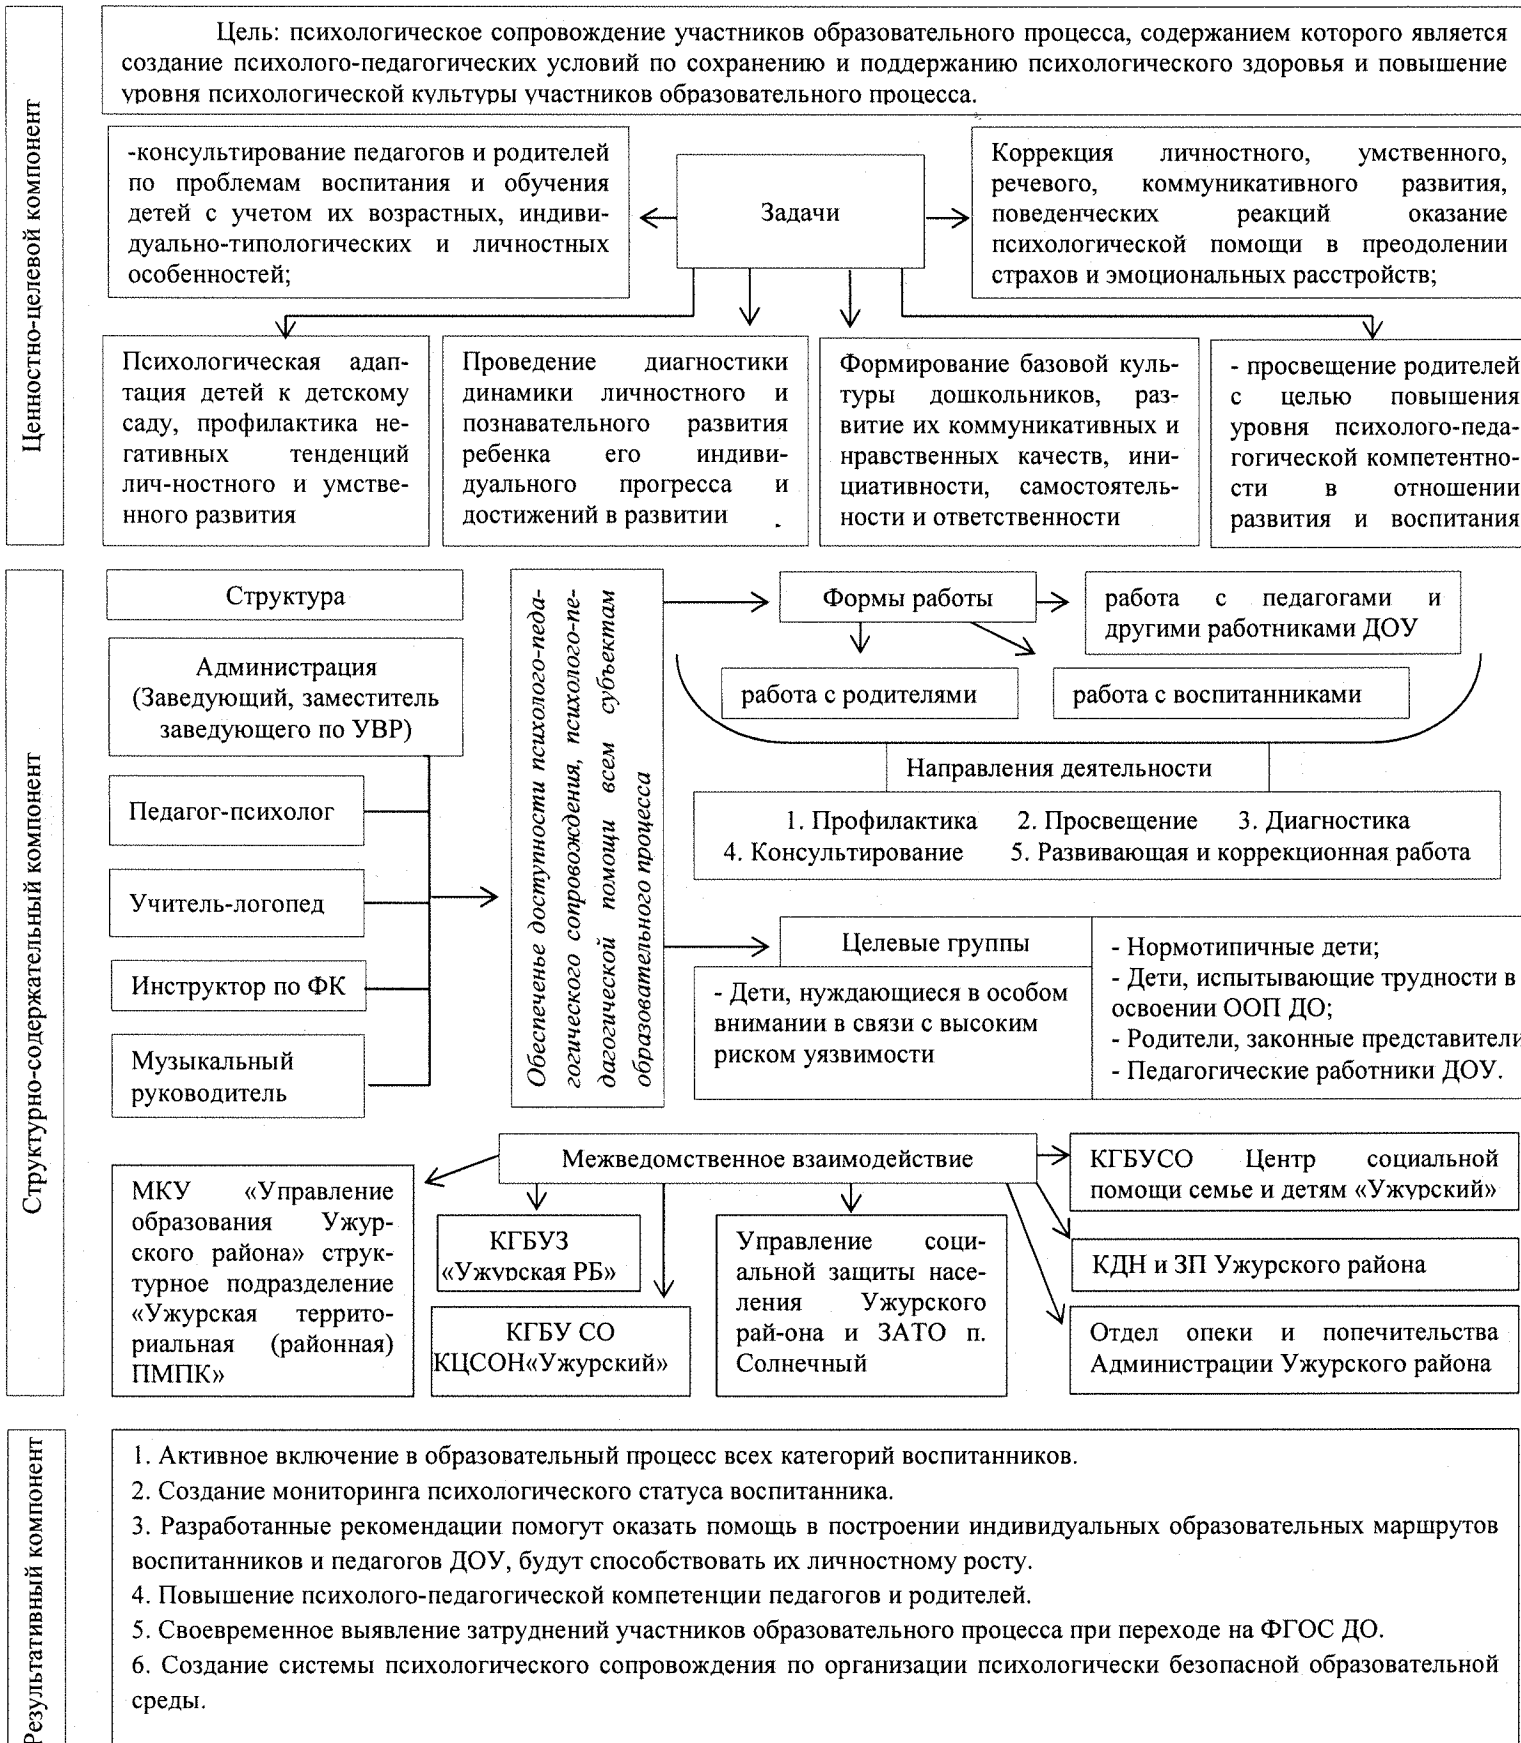 Ценностно-целевой компонент
Цель: психологическое сопровождение участников образовательного процесса, содержанием которого является
создание психолого-педагогических условий по сохранению и поддержанию психологического здоровья и повышение
уровня психологической культуры участников образовательного процесса.
-консультирование педагогов и родителей
по проблемам воспитания и обучения
детей с учетом их возрастных, индиви-
дуально-типологических и личностных
особенностей;
Задачи
Коррекция личностного, умственного,
речевого, коммуникативного развития,
поведенческих реакций оказание
психологической помощи в преодолении
страхов и эмоциональных расстройств;
Психологическая адап-
тация детей к детскому
саду, профилактика не-
гативных тенденций
лич-ностного и умстве-
нного развития
Проведение диагностики
динамики личностного и
познавательного развития
ребенка его индиви-
дуального прогресса и
достижений в развитии
Формирование базовой куль-
туры дошкольников, раз-
витие их коммуникативных и
нравственных качеств, ини-
циативности, самостоятель-
ности и ответственности
- просвещение родителей
с целью повышения
уровня психолого-педа-
гогической компетентно-
сти в отношении
развития и воспитания
Структурно-содержательный компонент
Структура
Администрация
(Заведующий, заместитель
заведующего по УВР)
Педагог-психолог
Учитель-логопед
Инструктор по ФК
Музыкальный
руководитель
Обеспеченье доступности психолого-педа-
гогического сопровождения, психолого-пе-
дагогической помощи всем субъектам
образовательного процесса
Формы работы
работа с педагогами и
другими работниками ДОУ
работа с родителями
работа с воспитанниками
Направления деятельности
1. Профилактика 2. Просвещение 3. Диагностика
4. Консультирование 5. Развивающая и коррекционная работа
Целевые группы
- Дети, нуждающиеся в особом
внимании в связи с высоким
риском уязвимости
- Нормотипичные дети;
- Дети, испытывающие трудности в
освоении ООП ДО;
- Родители, законные представители
- Педагогические работники ДОУ.
Межведомственное взаимодействие
МКУ «Управление
образования Ужур-
ского района» струк-
турное подразделение
«Ужурская террито-
риальная (районная)
ПМПК»
КГБУЗ
«Ужурская РБ»
КГБУ СО
КЦСОН«Ужурский»
Управление соци-
альной защиты насе-
ления Ужурского
рай-она и ЗАТО п.
Солнечный
КГБУСО Центр социальной
помощи семье и детям «Ужурский»
КДН и ЗП Ужурского района
Отдел опеки и попечительства
Администрации Ужурского района
Результативный компонент
1. Активное включение в образовательный процесс всех категорий воспитанников.
2. Создание мониторинга психологического статуса воспитанника.
3. Разработанные рекомендации помогут оказать помощь в построении индивидуальных образовательных маршрутов
воспитанников и педагогов ДОУ, будут способствовать их личностному росту.
4. Повышение психолого-педагогической компетенции педагогов и родителей.
5. Своевременное выявление затруднений участников образовательного процесса при переходе на ФГОС ДО.
6. Создание системы психологического сопровождения по организации психологически безопасной образовательной
среды.